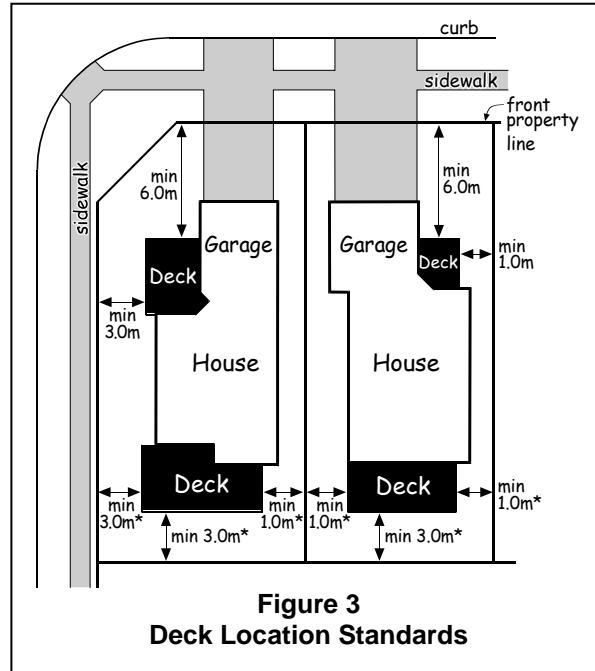 curb
sidewalk
front
property
line
sidewalk
min
6.0m
min
6.0m
Garage
Garage
Deck
Deck
min
1.0m
min
3.0m
House
House
Deck
Deck
min
3.0m*
min
1.0m*
min
1.0m*
min
1.0m*
min 3.0m*
min 3.0m*
Figure 3
Deck Location Standards